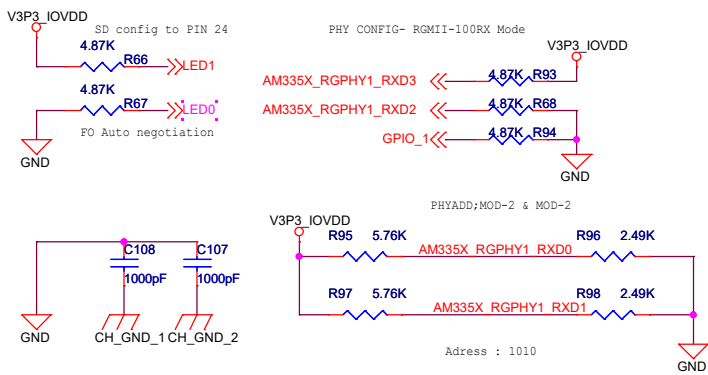 SD config to PIN 24
V3P3_IOVDD
4.87K
R66
LED1
4.87K
R67
LED0
FO Auto negotiation
GND
PHY CONFIG- RGMII-100RX Mode
V3P3_IOVDD
AM335X_RGPHY1_RXD3
4.87K
R93
AM335X_RGPHY1_RXD2
4.87K
R68
GPIO_1
4.87K
R94
GND
C108
C107
1000pF
1000pF
GND
CH_GND_1
CH_GND_2
PHYADD;MOD-2 & MOD-2
V3P3_IOVDD
R95
5.76K
AM335X_RGPHY1_RXD0
R96
2.49K
R97
5.76K
AM335X_RGPHY1_RXD1
R98
2.49K
Adress : 1010
GND